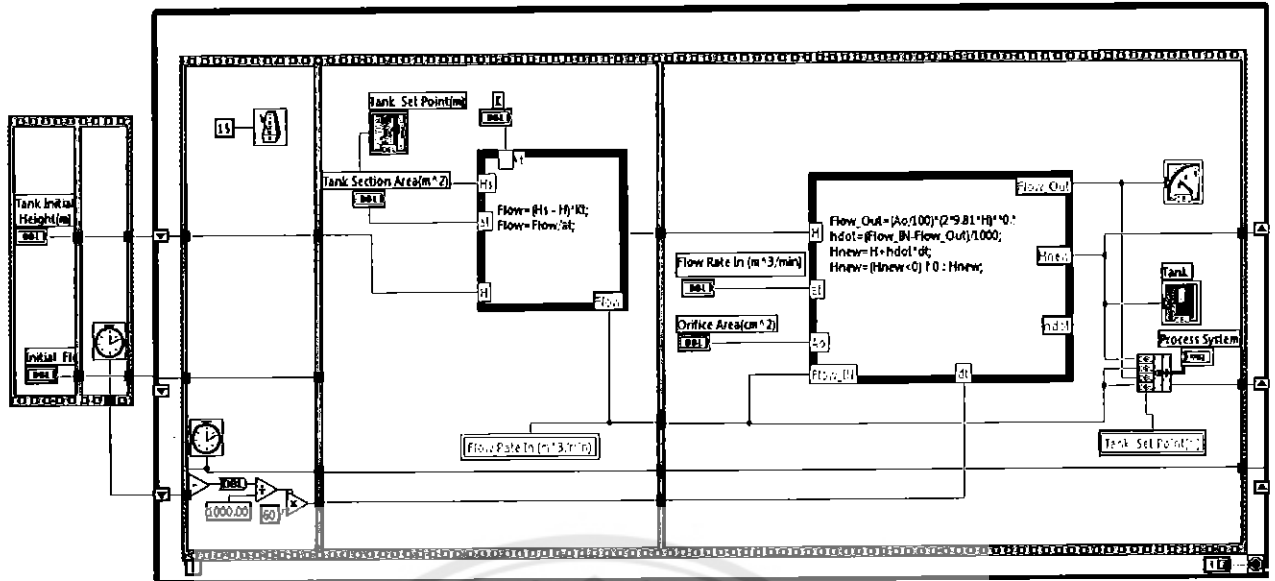 Tank Initial
Height(m)
DBL
Initial Flo
DBL
15
Tank Set Point(m)
K
DBL
Tank Section Area(m^2)
DBL
Hs
at
H
Flow=(Hs - H)*Kt;
Flow=Flow/at;
Flow
Flow Rate In (m^3/min)
1000.00
60
DBL
Flow Rate In (m^3/min)
DBL
Orifice Area(cm^2)
DBL
H
at
Ao
Flow_IN
Flow_Out=(Ao/100)*(2*9.81*H)^0.
hdot=(Flow_IN-Flow_Out)/1000;
Hnew=H+hdot*dt;
Hnew=(Hnew<0) ? 0 : Hnew;
Flow_Out
Hnew
hdot
dt
Tank
Process System
Tank Set Point(m)